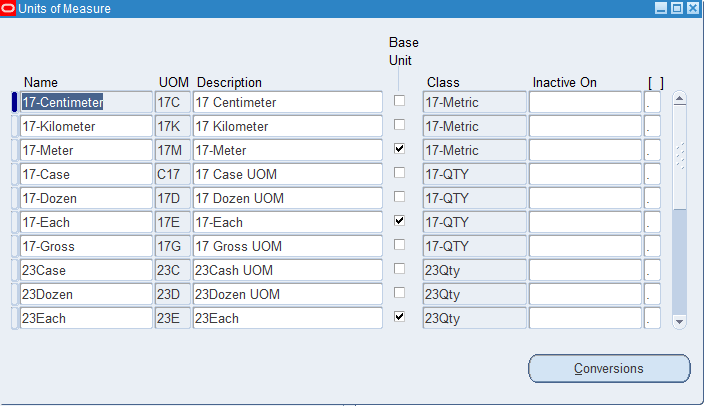 Units of Measure
Base
Unit
Name UOM Description Class Inactive On [ ]
17-Centimeter 17C 17 Centimeter 17-Metric .
17-Kilometer 17K 17 Kilometer 17-Metric .
17-Meter 17M 17-Meter 17-Metric .
17-Case C17 17 Case UOM 17-QTY .
17-Dozen 17D 17 Dozen UOM 17-QTY .
17-Each 17E 17-Each 17-QTY .
17-Gross 17G 17 Gross UOM 17-QTY .
23Case 23C 23Cash UOM 23Qty .
23Dozen 23D 23Dozen UOM 23Qty .
23Each 23E 23Each 23Qty .
Conversions